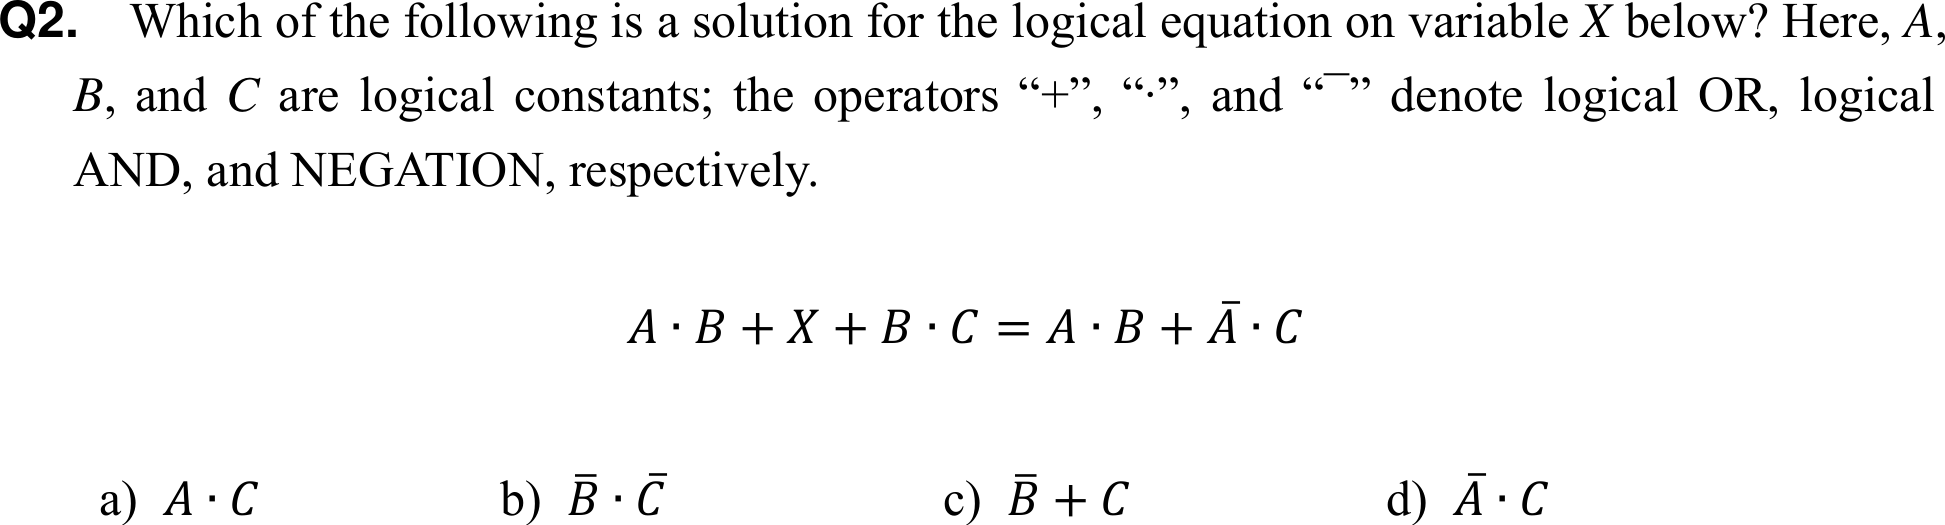 Q2. Which of the following is a solution for the logical equation on variable X below? Here, A,
B, and C are logical constants; the operators “+”, “·”, and “¯” denote logical OR, logical
AND, and NEGATION, respectively.
A · B + X + B · C = A · B + Ā · C
a) A · C b) B̄ · C̄ c) B̄ + C d) Ā · C